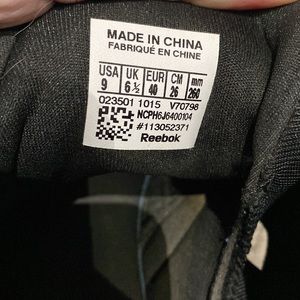 MADE IN CHINA
FABRIQUÉ EN CHINE
USA UK EUR CM mm
9 6½ 40 26 260
023501 1015 V70798
NCPH6J6400104
#113052371
Reebok